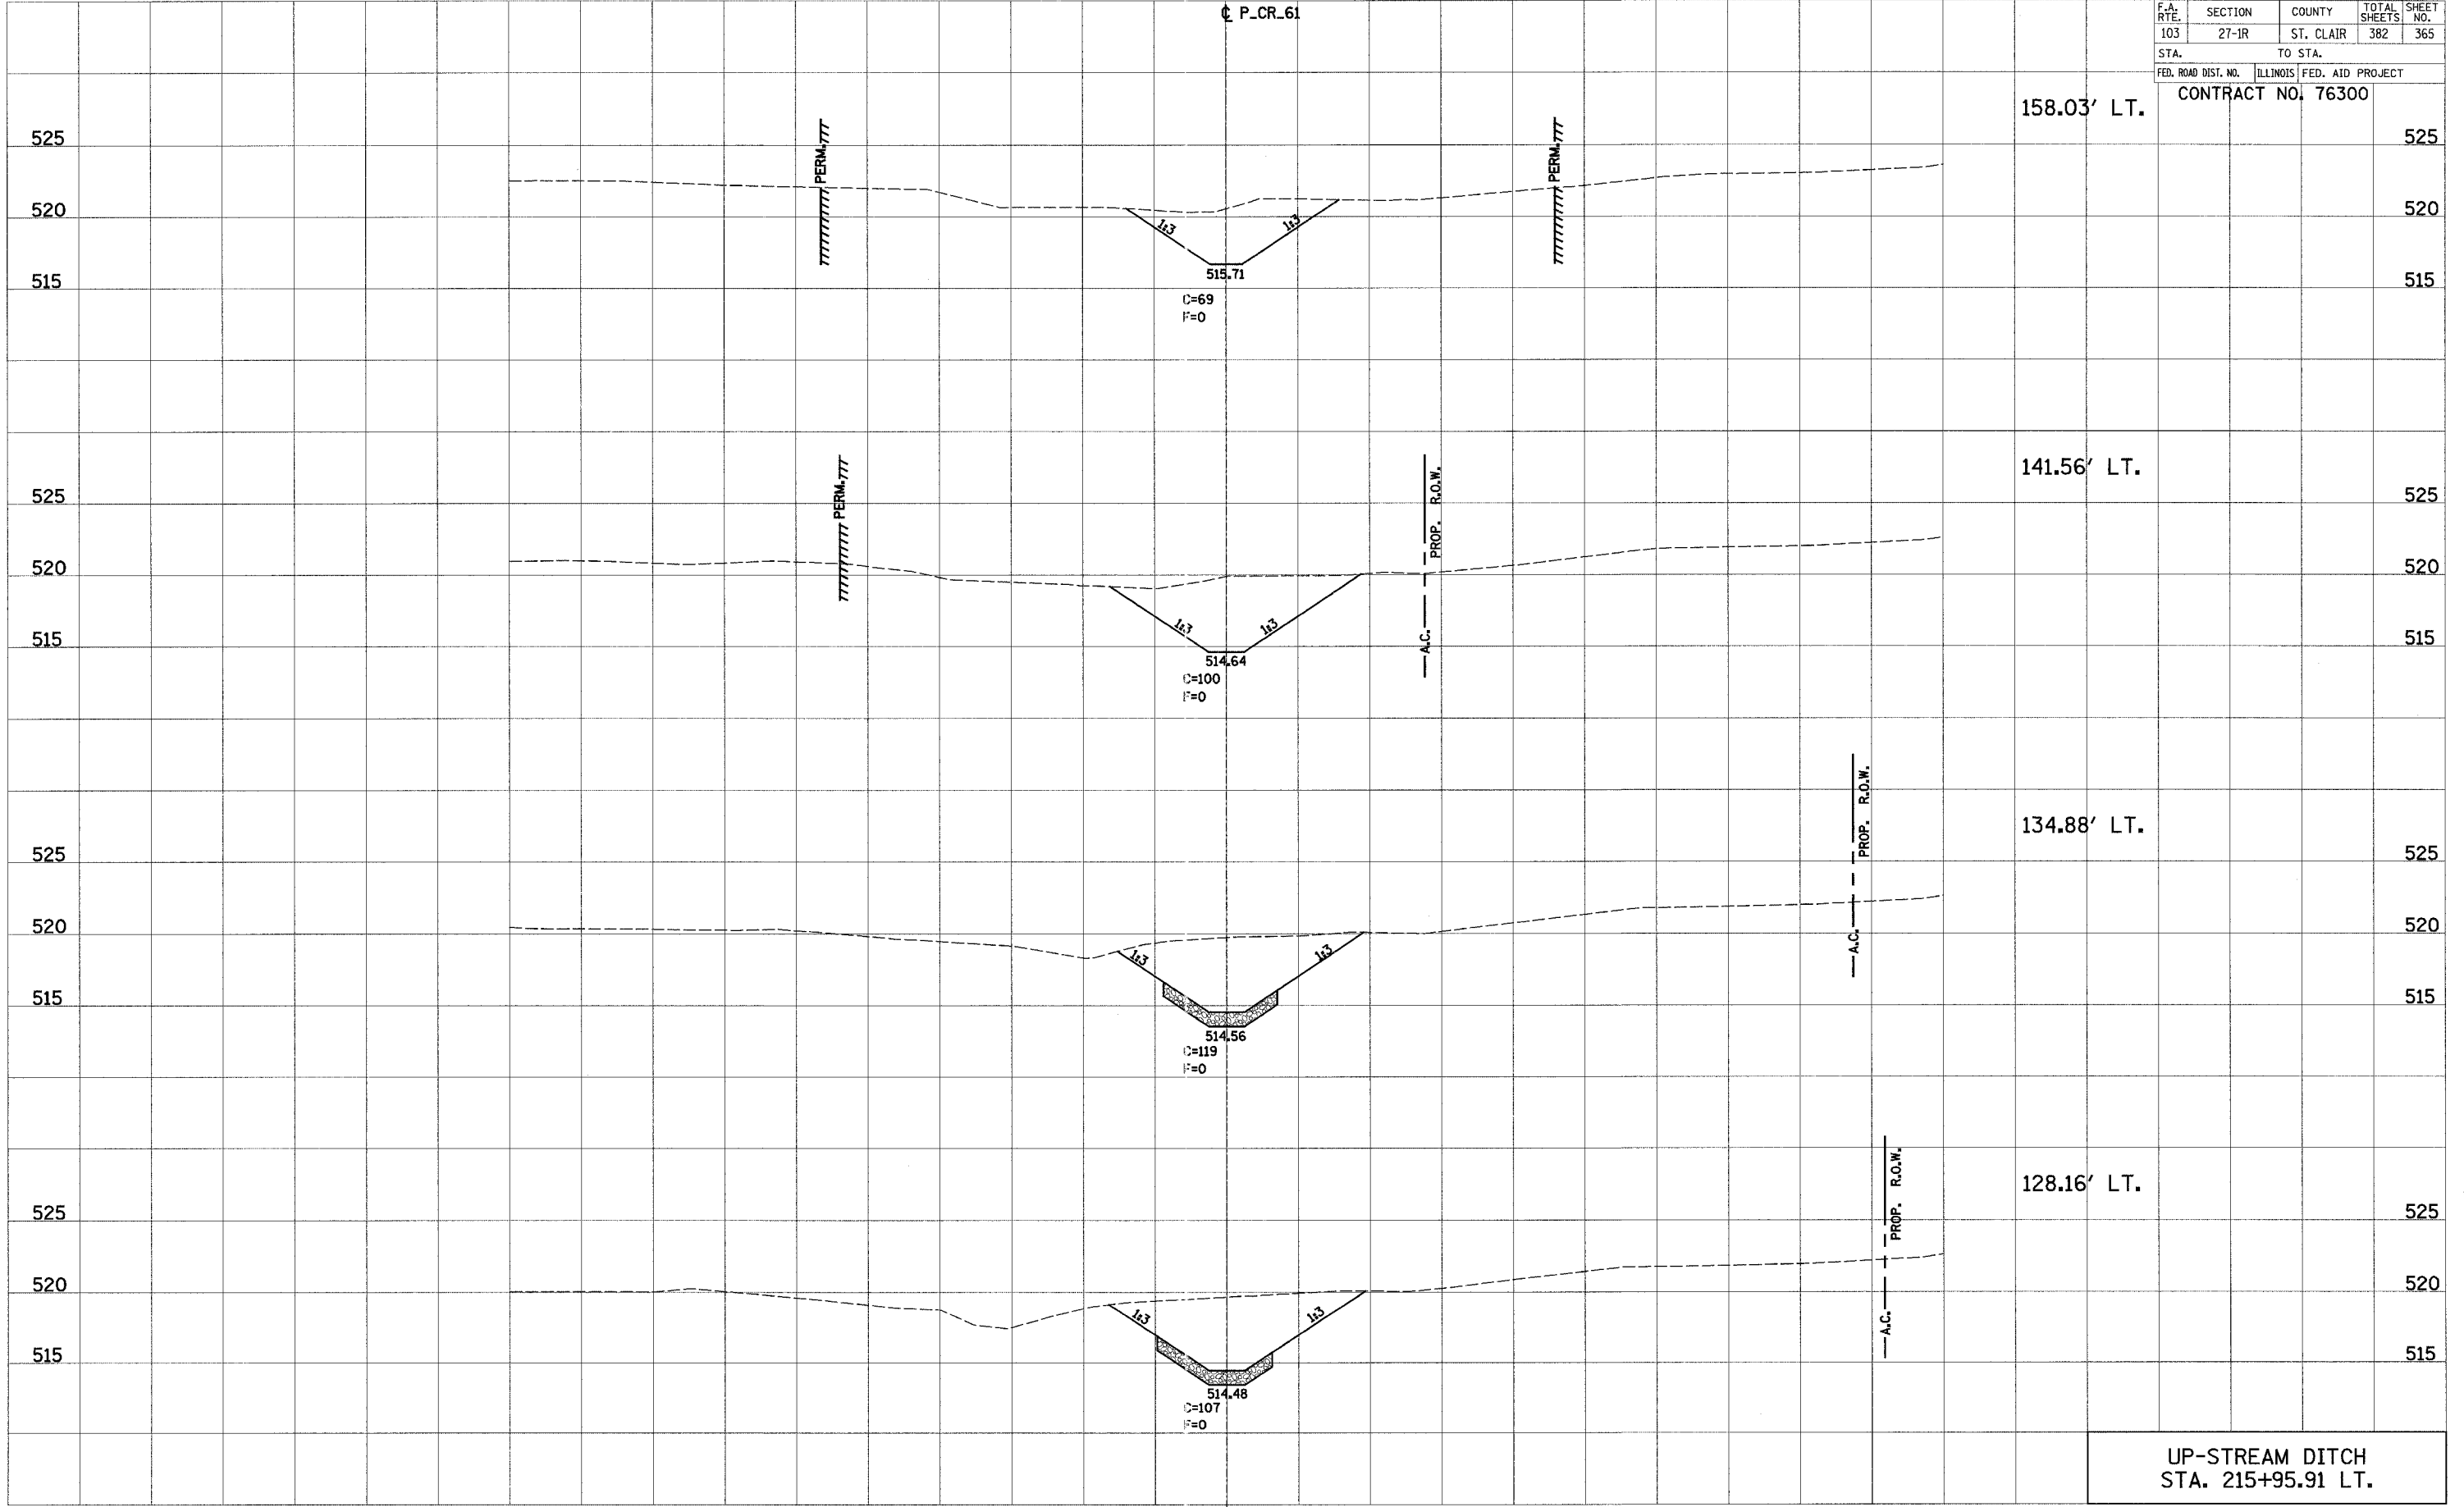 ℄ P_CR_61
F.A. RTE. SECTION COUNTY TOTAL SHEETS SHEET NO.
103 27-1R ST. CLAIR 382 365
STA. TO STA.
FED. ROAD DIST. NO. ILLINOIS FED. AID PROJECT
CONTRACT NO. 76300
158.03' LT.
525 PERM. PERM. 525
520 520
1:3 1:3
515 515.71 515
C=69
F=0
141.56' LT.
525 PERM. PROP. R.O.W. 525
520 520
1:3 1:3
515 A.C. 515
514.64
C=100
F=0
134.88' LT.
525 PROP. R.O.W. 525
520 520
1:3 1:3 A.C.
515 515
514.56
C=119
F=0
128.16' LT.
525 PROP. R.O.W. 525
520 520
1:3 1:3 A.C.
515 515
514.48
C=107
F=0
UP-STREAM DITCH
STA. 215+95.91 LT.